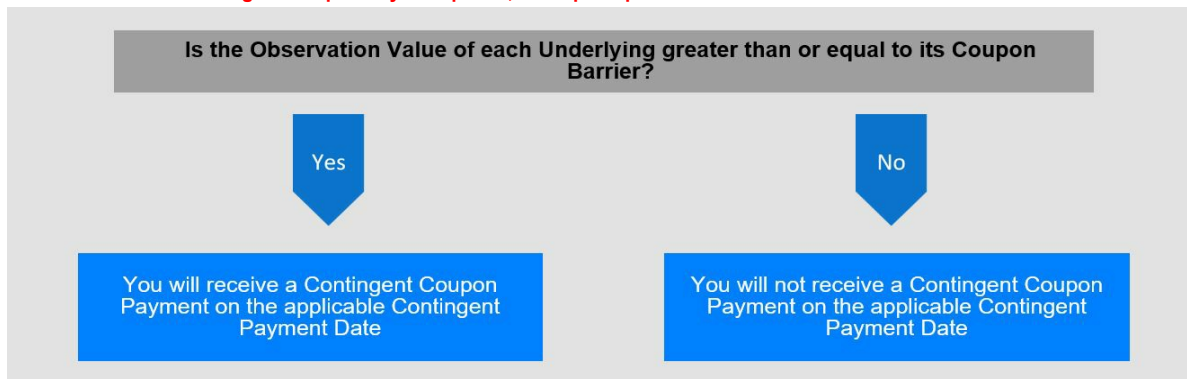 Is the Observation Value of each Underlying greater than or equal to its Coupon
Barrier?
Yes
No
You will receive a Contingent Coupon
Payment on the applicable Contingent
Payment Date
You will not receive a Contingent Coupon
Payment on the applicable Contingent
Payment Date